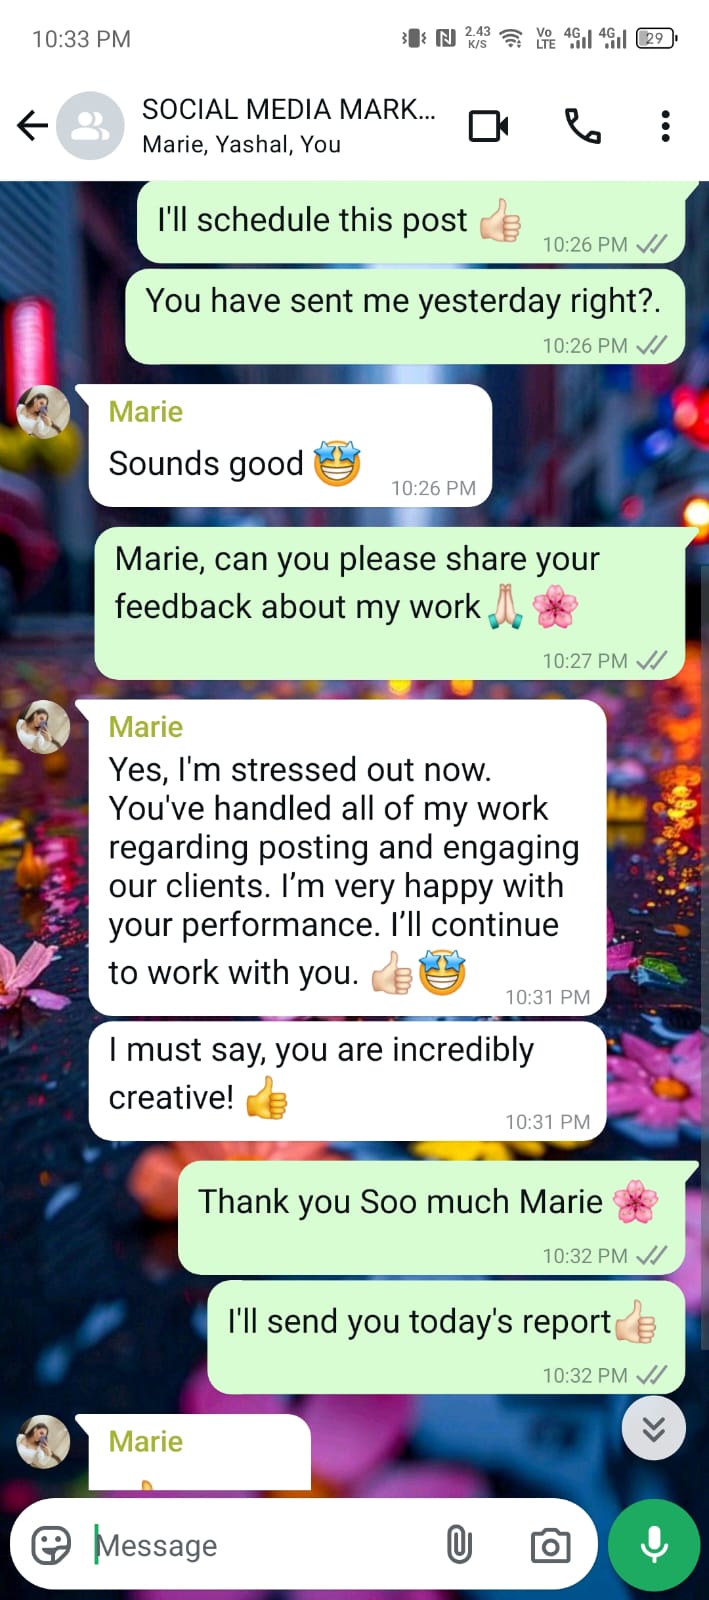 10:33 PM
2.43
K/S
Vo
LTE
4G
4G
29
SOCIAL MEDIA MARK...
Marie, Yashal, You
I'll schedule this post 👍🏻
10:26 PM
You have sent me yesterday right?.
10:26 PM
Marie
Sounds good 🤩
10:26 PM
Marie, can you please share your
feedback about my work 🙏🏻 🌸
10:27 PM
Marie
Yes, I'm stressed out now.
You've handled all of my work
regarding posting and engaging
our clients. I’m very happy with
your performance. I’ll continue
to work with you. 👍🏻🤩
10:31 PM
I must say, you are incredibly
creative! 👍
10:31 PM
Thank you Soo much Marie 🌸
10:32 PM
I'll send you today's report👍🏻
10:32 PM
Marie
Message